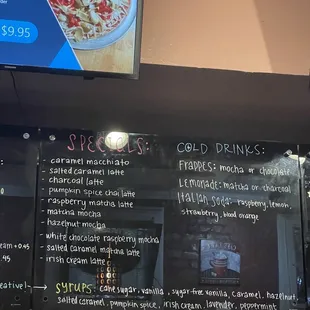 $9.95
SPECIALS:
- caramel macchiato
- salted caramel latte
- charcoal latte
- pumpkin spice chai latte
- raspberry matcha latte
- matcha mocha
- hazelnut mocha
- white chocolate raspberry mocha
- salted caramel matcha latte
- irish cream latte
COLD DRINKS:
FRAPPES: mocha or chocolate
LEMONADE: matcha or charcoal
ITALIAN SODA: raspberry, lemon,
strawberry, blood orange
SYRUPS: cane sugar, vanilla, sugar free vanilla, caramel, hazelnut,
salted caramel, pumpkin spice, irish cream, lavender, peppermint